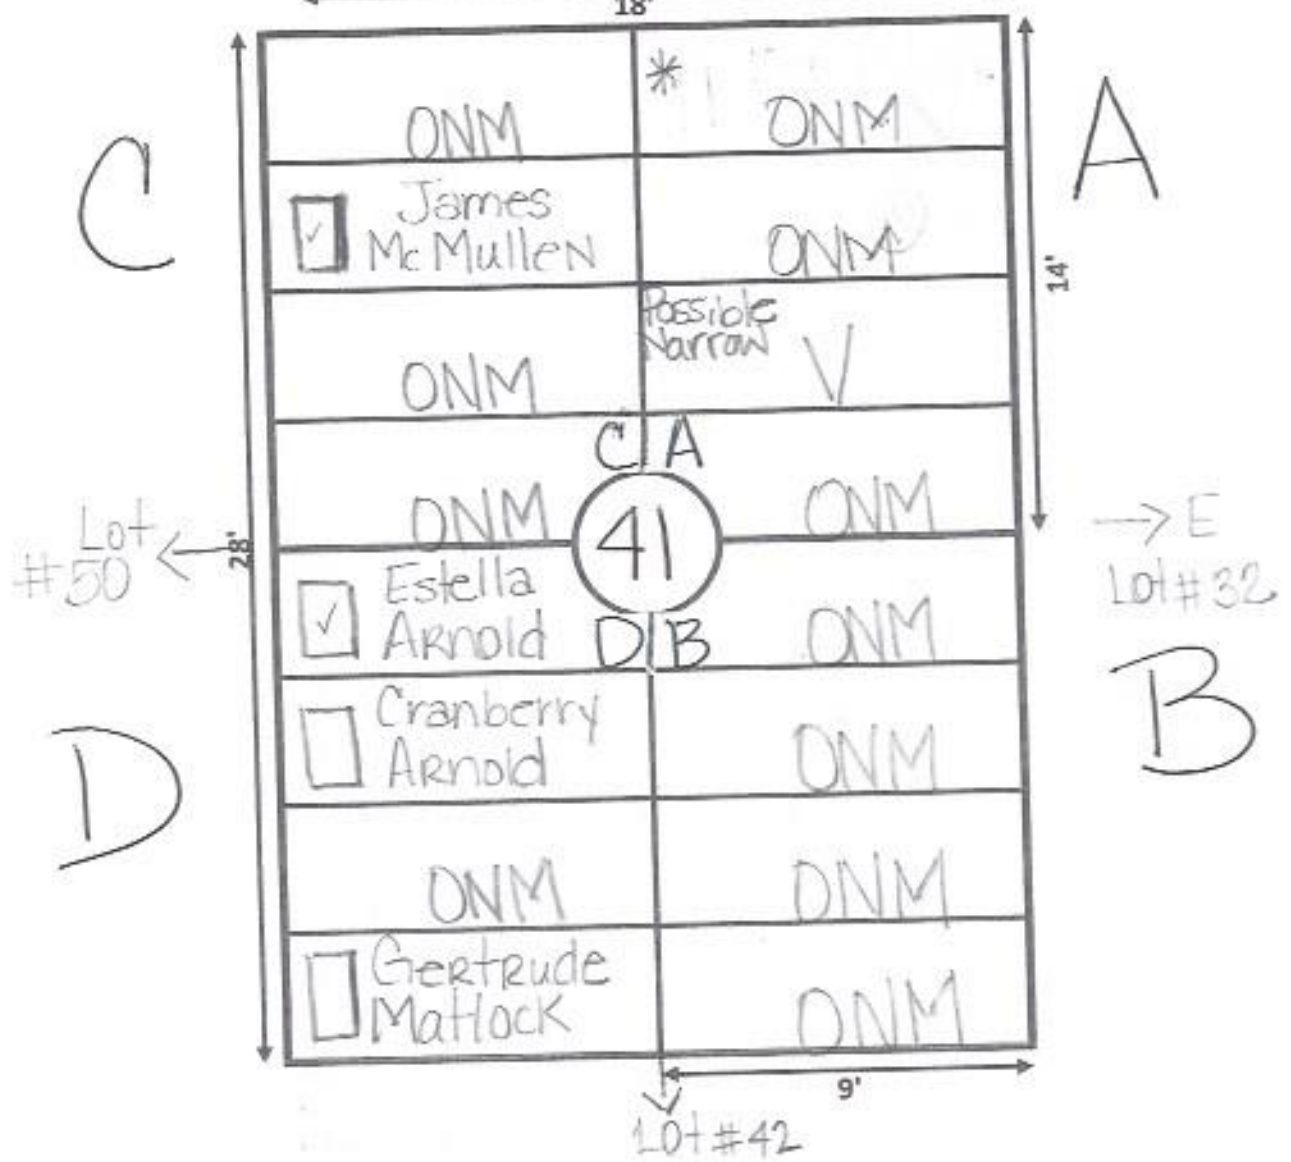 18'
C
A
ONM
*
ONM
✓
James
McMullen
ONM
14'
ONM
Possible
Narrow
V
C A
ONM
41
ONM
Lot
#50
28'
→ E
Lot #32
✓
Estella
Arnold
D B
ONM
D
B
Cranberry
Arnold
ONM
ONM
ONM
Gertrude
Matlock
ONM
9'
Lot #42